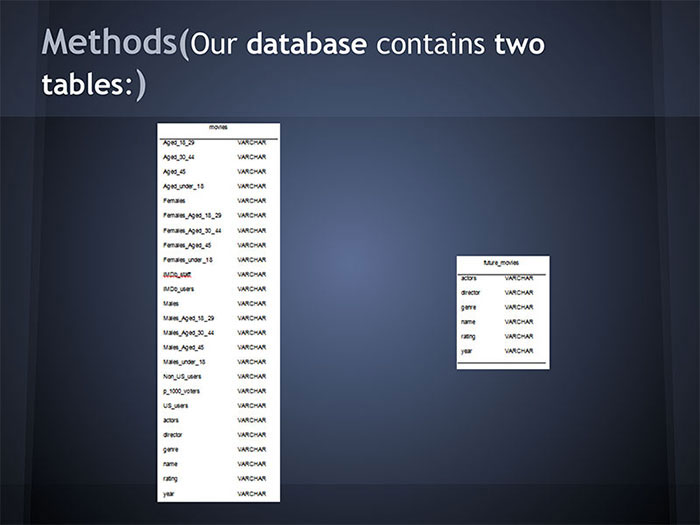 Methods(Our database contains two
tables:)
movies
Aged_18_29 VARCHAR
Aged_30_44 VARCHAR
Aged_45 VARCHAR
Aged_under_18 VARCHAR
Females VARCHAR
Females_Aged_18_29 VARCHAR
Females_Aged_30_44 VARCHAR
Females_Aged_45 VARCHAR
Females_under_18 VARCHAR
IMDb_staff VARCHAR
IMDb_users VARCHAR
Males VARCHAR
Males_Aged_18_29 VARCHAR
Males_Aged_30_44 VARCHAR
Males_Aged_45 VARCHAR
Males_under_18 VARCHAR
Non_US_users VARCHAR
p_1000_voters VARCHAR
US_users VARCHAR
actors VARCHAR
director VARCHAR
genre VARCHAR
name VARCHAR
rating VARCHAR
year VARCHAR
future_movies
actors VARCHAR
director VARCHAR
genre VARCHAR
name VARCHAR
rating VARCHAR
year VARCHAR